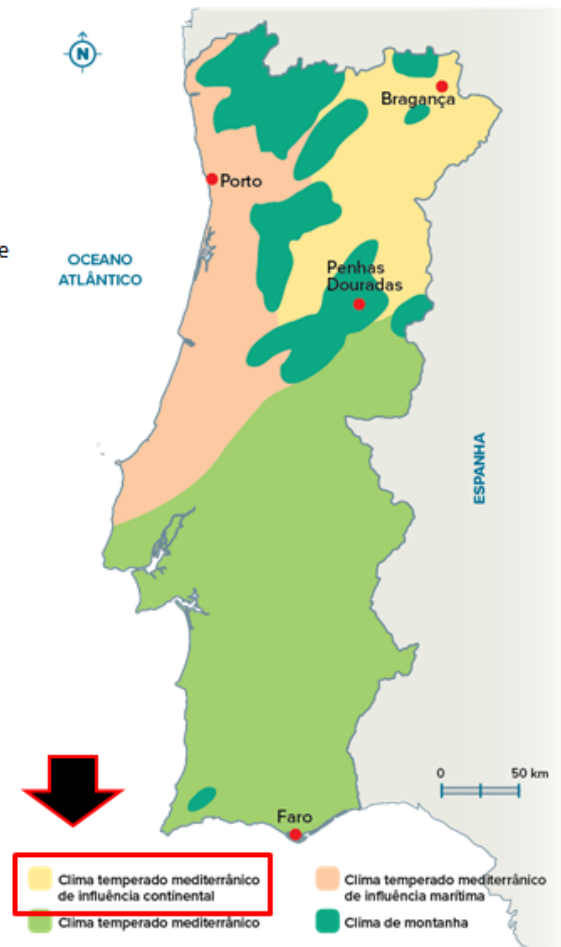 N
Bragança
Porto
e
OCEANO
ATLÂNTICO
Penhas
Douradas
ESPANHA
0 50 km
Faro
Clima temperado mediterrânico
de influência continental
Clima temperado mediterrânico
de influência marítima
Clima temperado mediterrânico
Clima de montanha